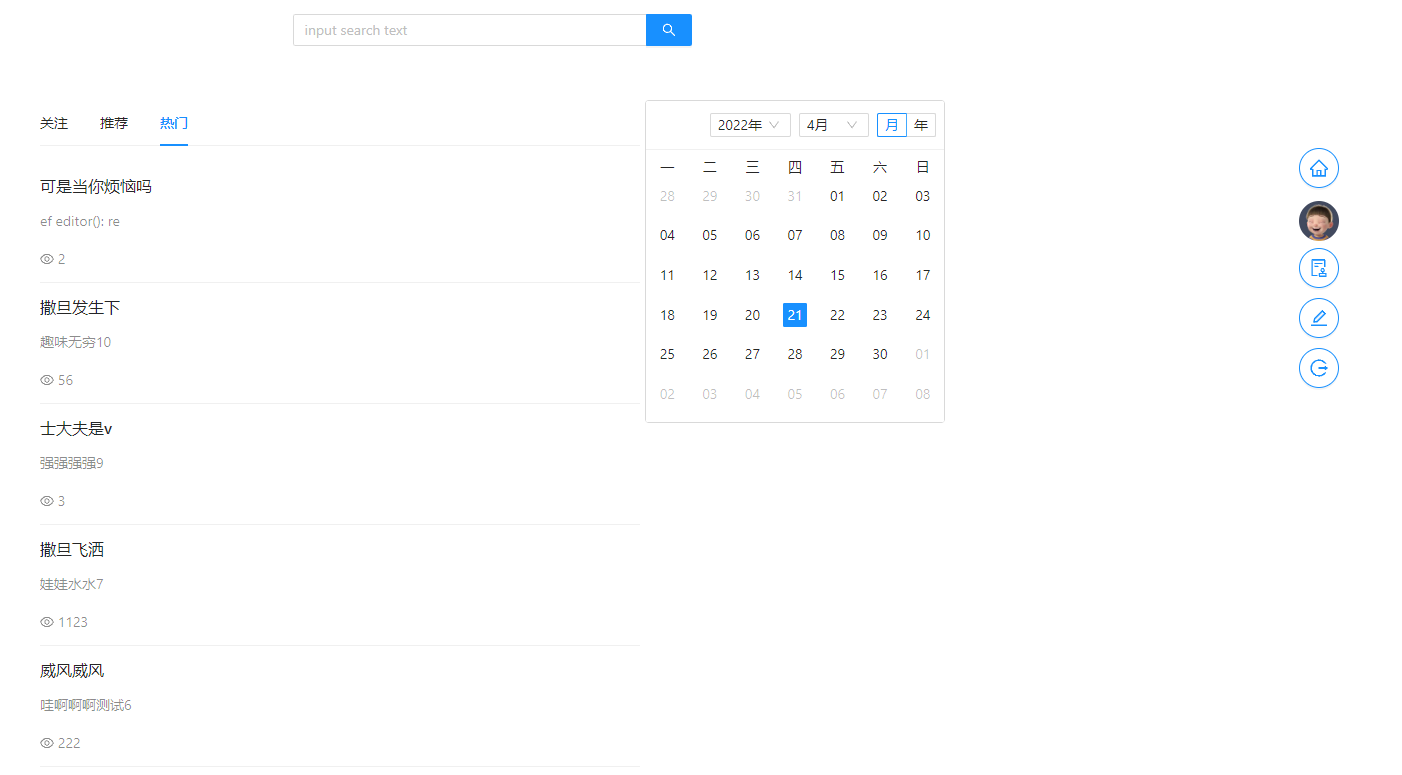 input search text
关注 推荐 热门
可是当你烦恼吗
ef editor(): re
2
撒旦发生下
趣味无穷10
56
士大夫是v
强强强强9
3
撒旦飞洒
娃娃水水7
1123
威风威风
哇啊啊啊测试6
222
2022年 4月 月 年
一 二 三 四 五 六 日
28 29 30 31 01 02 03
04 05 06 07 08 09 10
11 12 13 14 15 16 17
18 19 20 21 22 23 24
25 26 27 28 29 30 01
02 03 04 05 06 07 08